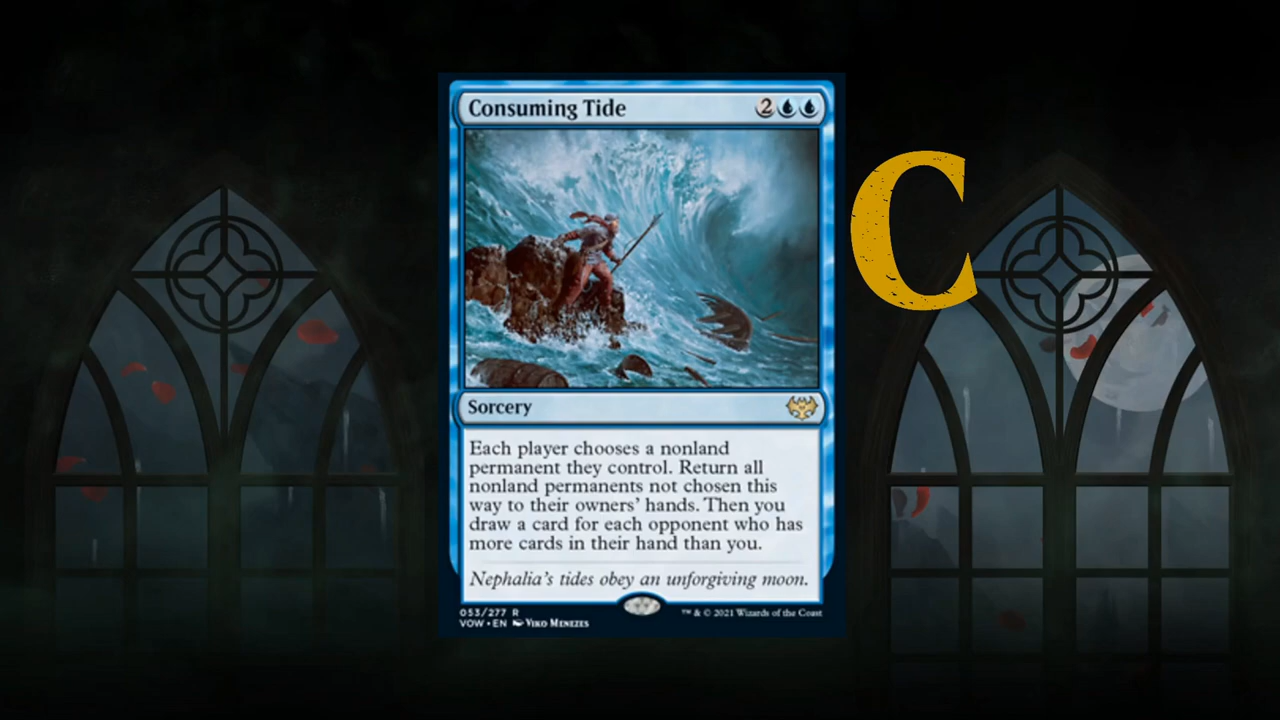 Consuming Tide 2
C
Sorcery
Each player chooses a nonland
permanent they control. Return all
nonland permanents not chosen this
way to their owners' hands. Then you
draw a card for each opponent who has
more cards in their hand than you.
Nephalia's tides obey an unforgiving moon.
053/277 R
VOW • EN Viko Menezes
™ & © 2021 Wizards of the Coast